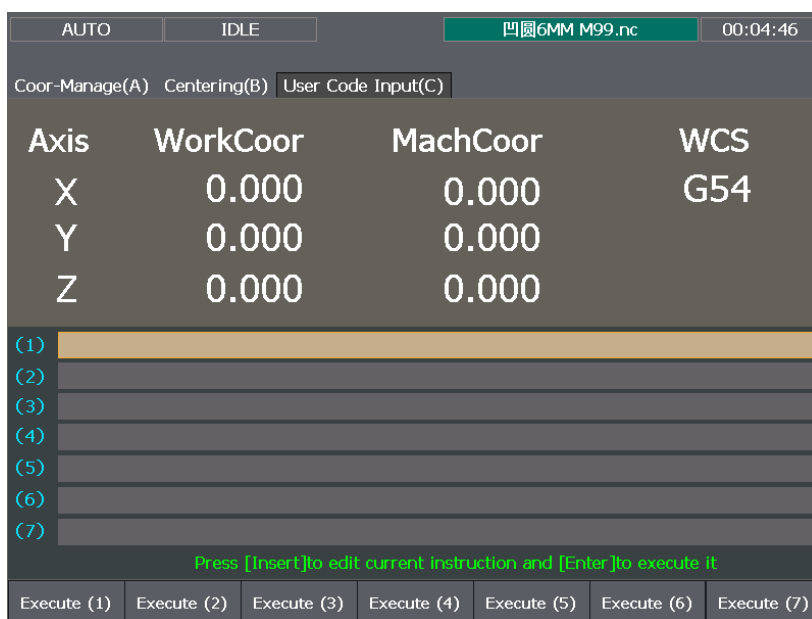 AUTO IDLE 凹圆6MM M99.nc 00:04:46
Coor-Manage(A) Centering(B) User Code Input(C)
Axis WorkCoor MachCoor WCS
X 0.000 0.000 G54
Y 0.000 0.000
Z 0.000 0.000
(1)
(2)
(3)
(4)
(5)
(6)
(7)
Press [Insert]to edit current instruction and [Enter]to execute it
Execute (1) Execute (2) Execute (3) Execute (4) Execute (5) Execute (6) Execute (7)